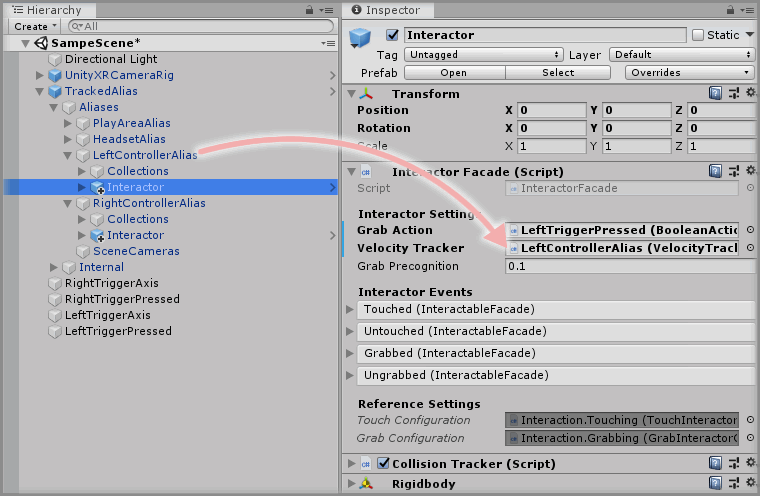 Hierarchy
Create
All
SampeScene*
Directional Light
UnityXRCameraRig
TrackedAlias
Aliases
PlayAreaAlias
HeadsetAlias
LeftControllerAlias
Collections
Interactor
RightControllerAlias
Collections
Interactor
SceneCameras
Internal
RightTriggerAxis
RightTriggerPressed
LeftTriggerAxis
LeftTriggerPressed
Inspector
Interactor Static
Tag Untagged Layer Default
Prefab Open Select Overrides
Transform
Position X 0 Y 0 Z 0
Rotation X 0 Y 0 Z 0
Scale X 1 Y 1 Z 1
C# Interactor Facade (Script)
Script InteractorFacade
Interactor Settings
Grab Action LeftTriggerPressed (BooleanActio
Velocity Tracker LeftControllerAlias (VelocityTrack
Grab Precognition 0.1
Interactor Events
Touched (InteractableFacade)
Untouched (InteractableFacade)
Grabbed (InteractableFacade)
Ungrabbed (InteractableFacade)
Reference Settings
Touch Configuration Interaction.Touching (TouchInteractor
Grab Configuration Interaction.Grabbing (GrabInteractor
C# Collision Tracker (Script)
Rigidbody